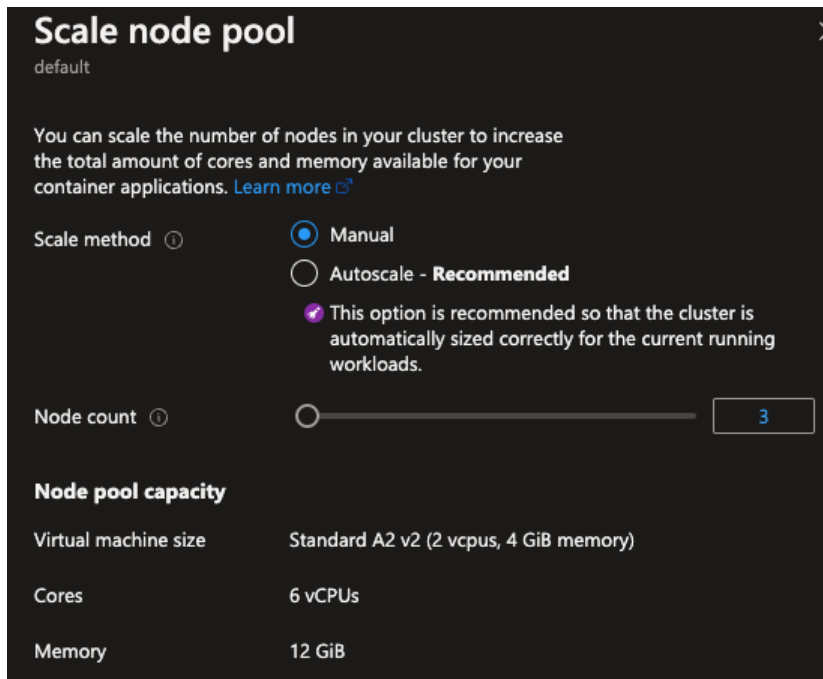 Scale node pool
default
You can scale the number of nodes in your cluster to increase
the total amount of cores and memory available for your
container applications. Learn more
Scale method
Manual
Autoscale - Recommended
This option is recommended so that the cluster is
automatically sized correctly for the current running
workloads.
Node count
3
Node pool capacity
Virtual machine size Standard A2 v2 (2 vcpus, 4 GiB memory)
Cores 6 vCPUs
Memory 12 GiB